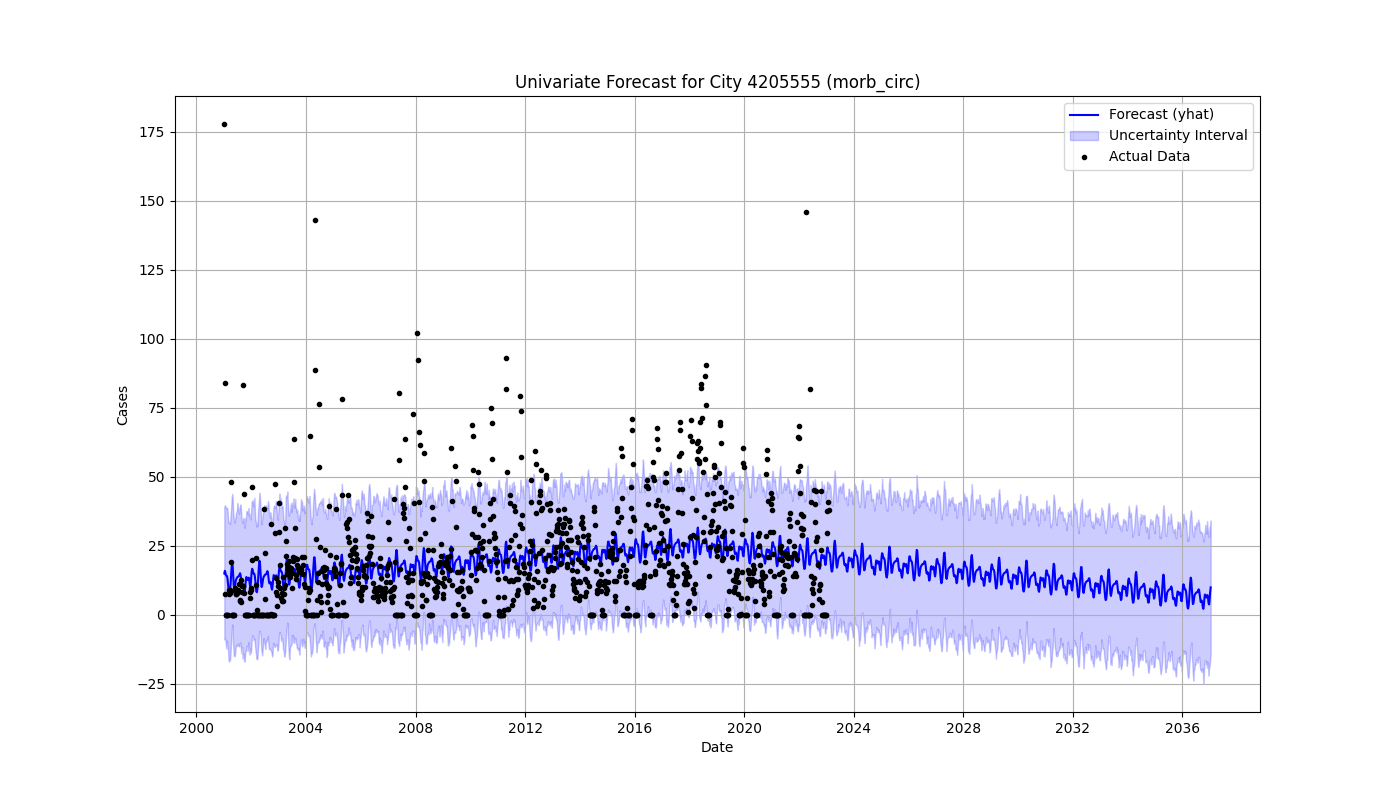 Univariate Forecast for City 4205555 (morb_circ)
Forecast (yhat)
Uncertainty Interval
Actual Data
175
150
125
100
75
50
25
0
−25
Cases
2000 2004 2008 2012 2016 2020 2024 2028 2032 2036
Date